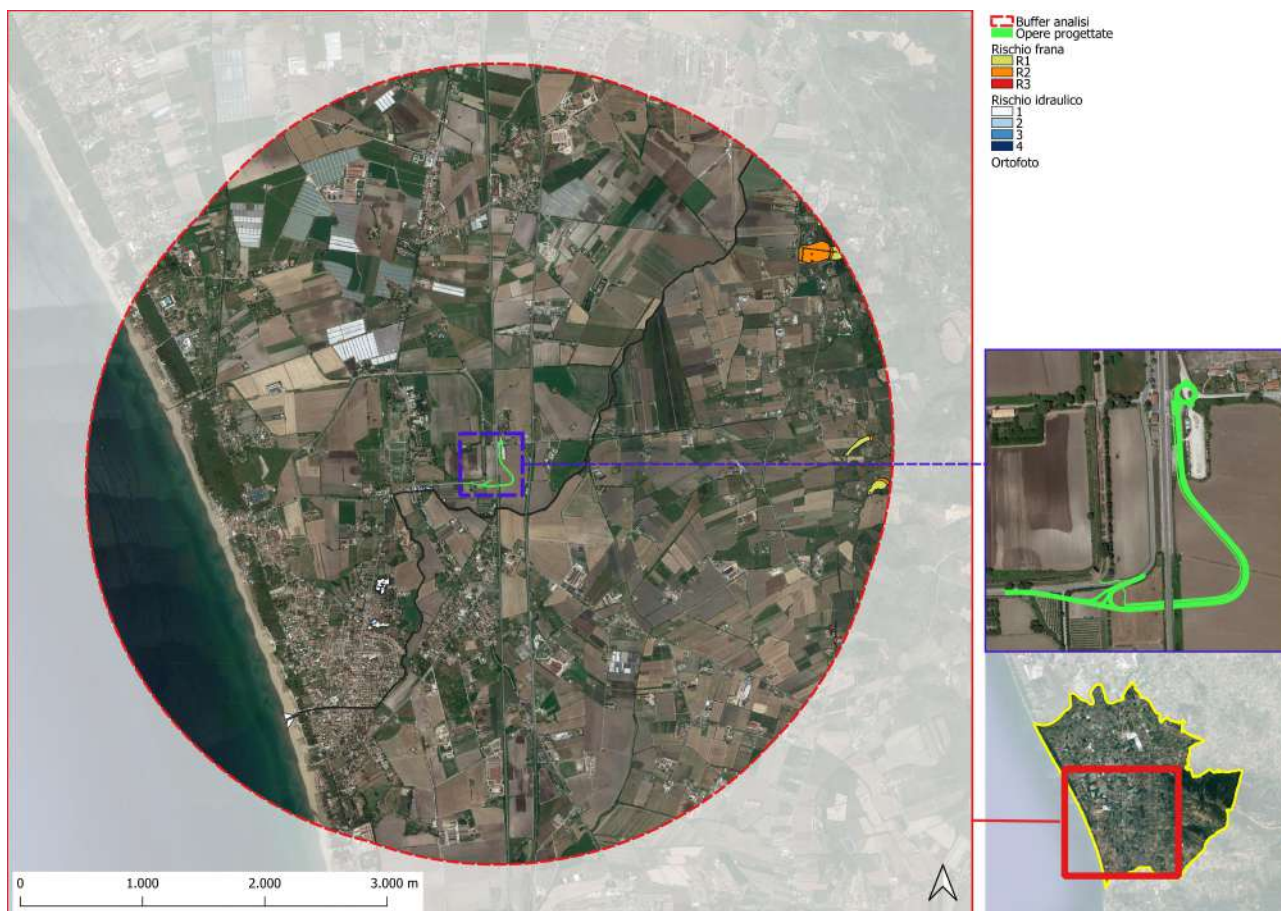 Buffer analisi
Opere progettate
Rischio frana
R1
R2
R3
Rischio idraulico
1
2
3
4
Ortofoto
0 1.000 2.000 3.000 m